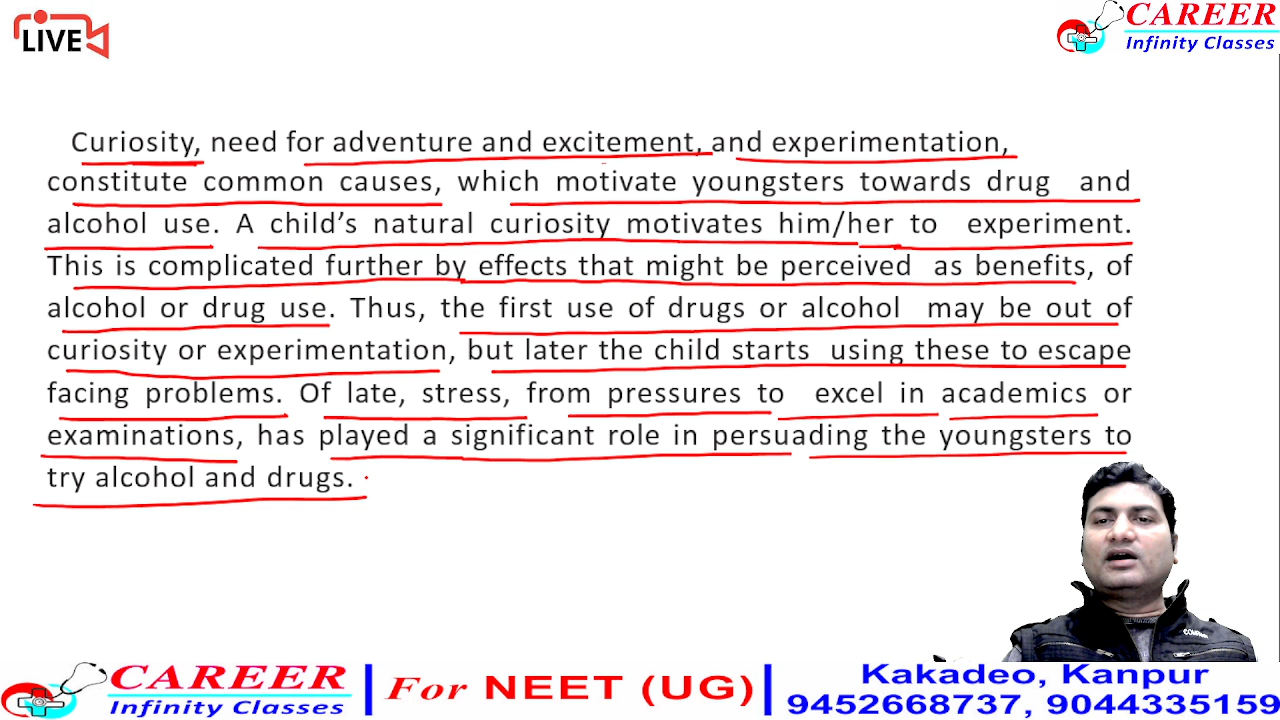 LIVE
CAREER
Infinity Classes
Curiosity, need for adventure and excitement, and experimentation,
constitute common causes, which motivate youngsters towards drug and
alcohol use. A child’s natural curiosity motivates him/her to experiment.
This is complicated further by effects that might be perceived as benefits, of
alcohol or drug use. Thus, the first use of drugs or alcohol may be out of
curiosity or experimentation, but later the child starts using these to escape
facing problems. Of late, stress, from pressures to excel in academics or
examinations, has played a significant role in persuading the youngsters to
try alcohol and drugs.
CAREER
Infinity Classes
For NEET (UG)
Kakadeo, Kanpur
9452668737, 9044335159